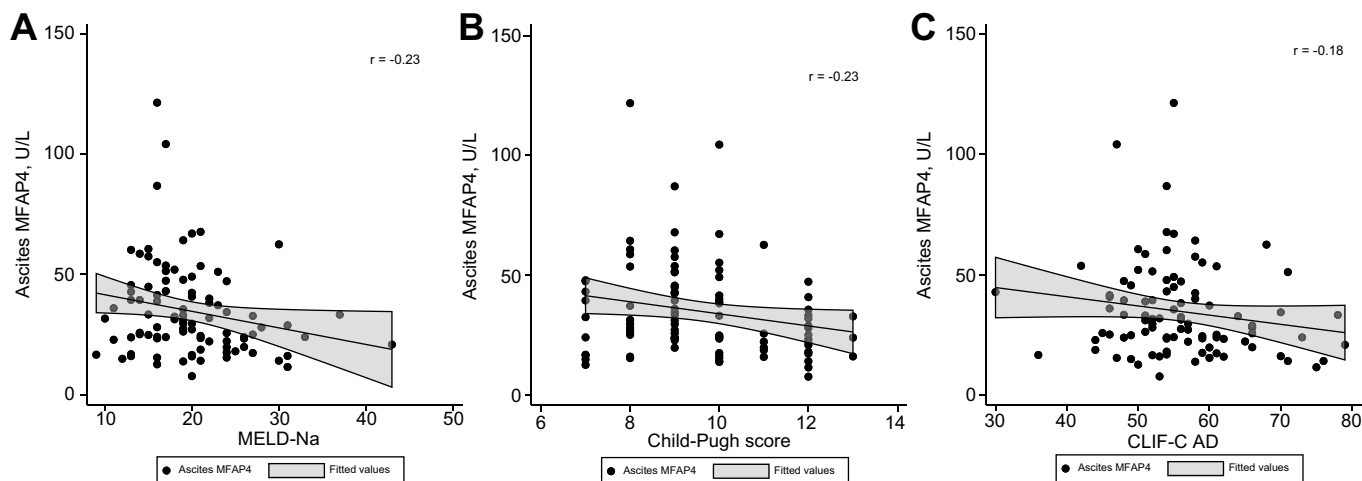 A
r = -0.23
Ascites MFAP4, U/L
150
100
50
0
10 20 30 40 50
MELD-Na
Ascites MFAP4 Fitted values
B
r = -0.23
Ascites MFAP4, U/L
150
100
50
0
6 8 10 12 14
Child-Pugh score
Ascites MFAP4 Fitted values
C
r = -0.18
Ascites MFAP4, U/L
150
100
50
0
30 40 50 60 70 80
CLIF-C AD
Ascites MFAP4 Fitted values